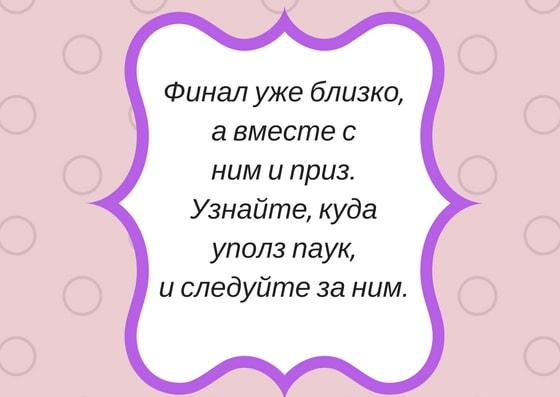 Финал уже близко,
а вместе с
ним и приз.
Узнайте, куда
уполз паук,
и следуйте за ним.